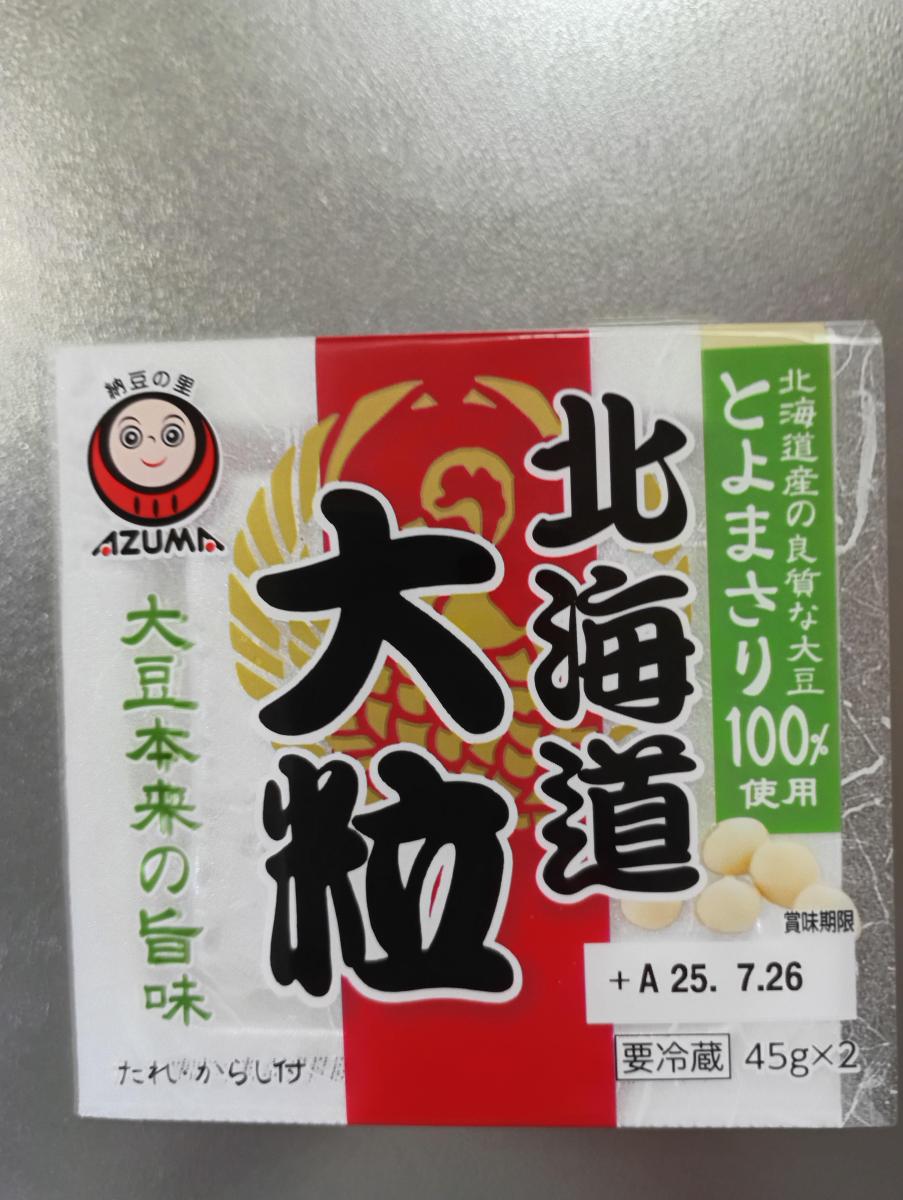 北海道産の良質な大豆
とよまさり100%使用
北海道
大粒
納豆の里
AZUMA
大豆本来の旨味
たれ・からし付
賞味期限
+A 25. 7.26
要冷蔵 45g×2